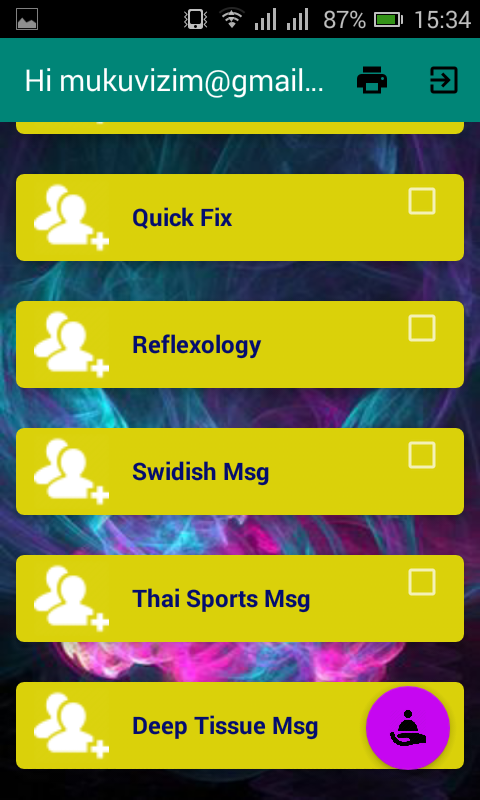 87% 15:34
Hi mukuvizim@gmail...
Quick Fix
Reflexology
Swidish Msg
Thai Sports Msg
Deep Tissue Msg